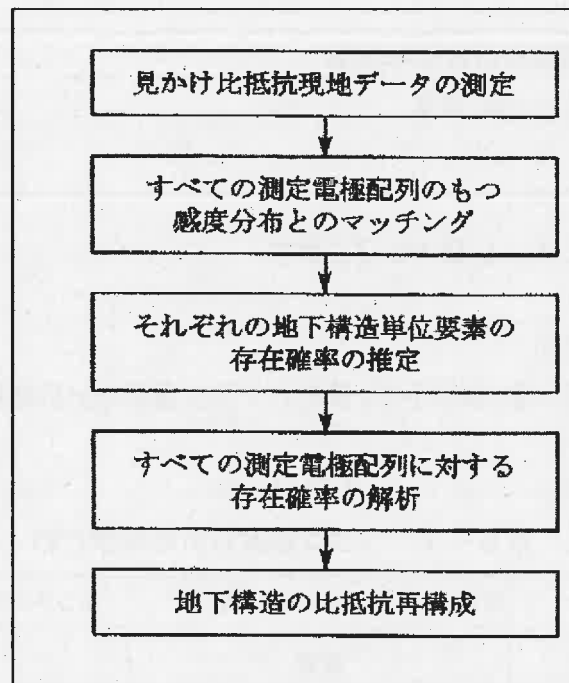 見かけ比抵抗現地データの測定
すべての測定電極配列のもつ
感度分布とのマッチング
それぞれの地下構造単位要素の
存在確率の推定
すべての測定電極配列に対する
存在確率の解析
地下構造の比抵抗再構成